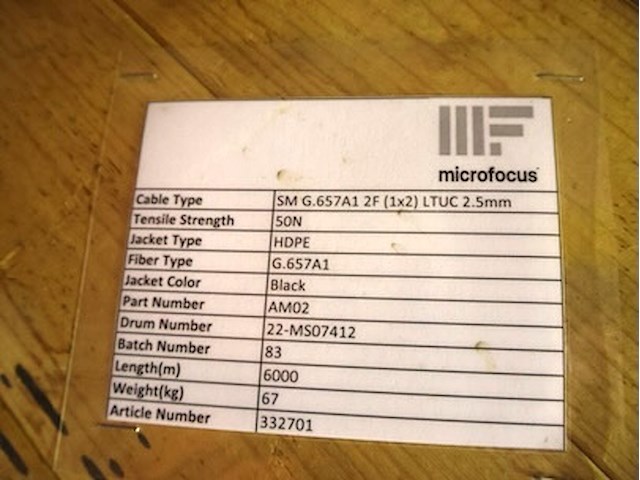 microfocus
Cable Type SM G.657A1 2F (1x2) LTUC 2.5mm
Tensile Strength 50N
Jacket Type HDPE
Fiber Type G.657A1
Jacket Color Black
Part Number AM02
Drum Number 22-MS07412
Batch Number 83
Length(m) 6000
Weight(kg) 67
Article Number 332701